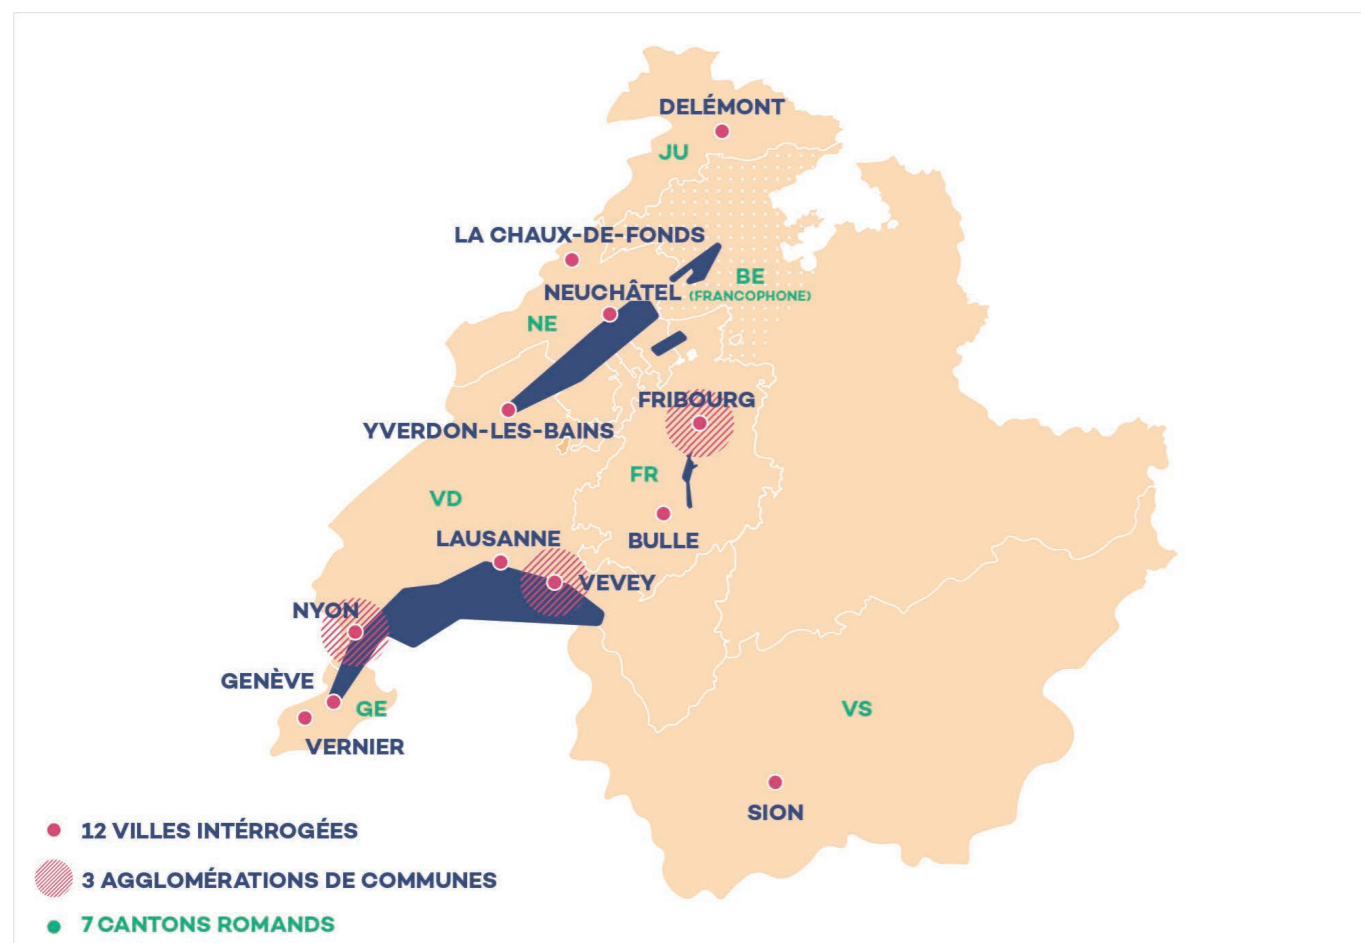 DELÉMONT
JU
LA CHAUX-DE-FONDS
BE
NEUCHÂTEL (FRANCOPHONE)
NE
FRIBOURG
YVERDON-LES-BAINS
FR
VD
LAUSANNE
BULLE
VEVEY
NYON
GENÈVE
GE
VS
VERNIER
SION
12 VILLES INTÉRROGÉES
3 AGGLOMÉRATIONS DE COMMUNES
7 CANTONS ROMANDS